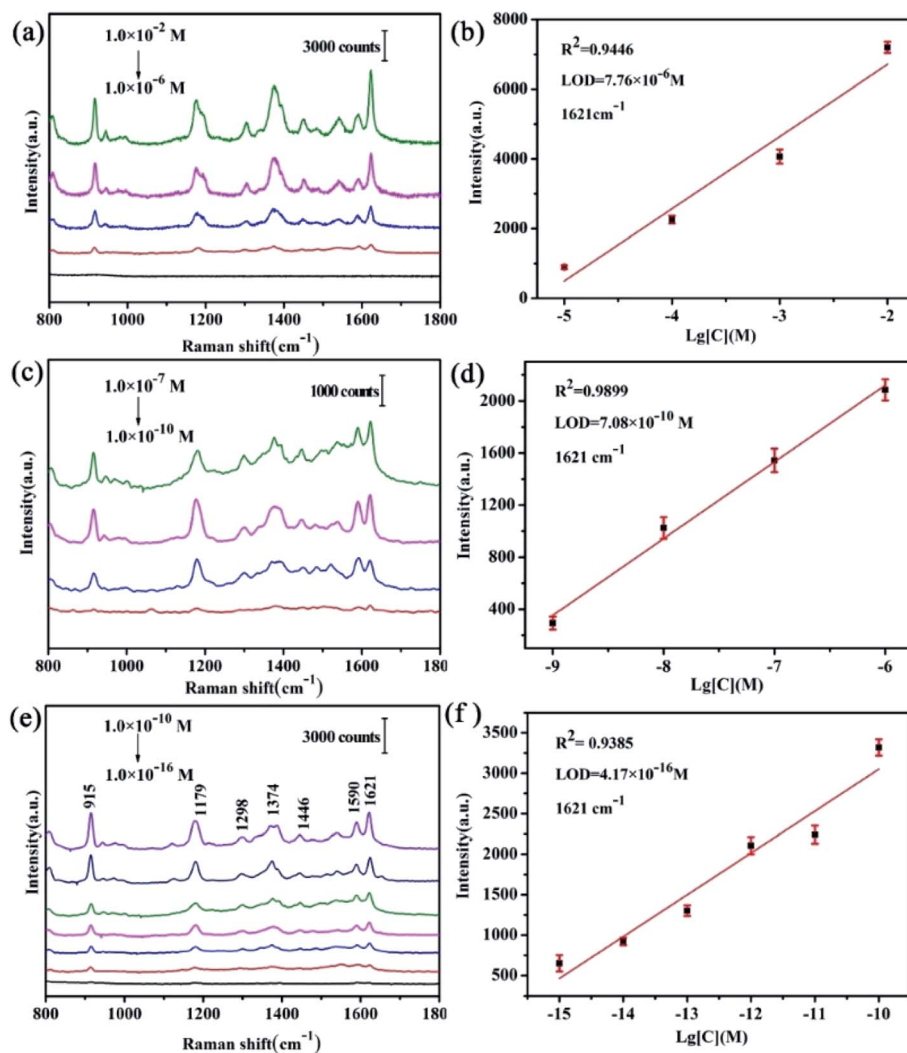 (a)
1.0×10⁻² M
1.0×10⁻⁶ M
3000 counts
Intensity(a.u.)
800 1000 1200 1400 1600 1800
Raman shift(cm⁻¹)
(b)
R²=0.9446
LOD=7.76×10⁻⁶M
1621cm⁻¹
Intensity(a.u.)
8000
6000
4000
2000
0
-5 -4 -3 -2
Lg[C](M)
(c)
1.0×10⁻⁷ M
1.0×10⁻¹⁰ M
1000 counts
Intensity(a.u.)
800 1000 1200 1400 1600 1800
Raman shift(cm⁻¹)
(d)
R²=0.9899
LOD=7.08×10⁻¹⁰ M
1621 cm⁻¹
Intensity(a.u.)
2000
1600
1200
800
400
-9 -8 -7 -6
Lg[C](M)
(e)
1.0×10⁻¹⁰ M
1.0×10⁻¹⁶ M
3000 counts
915 1179 1298 1374 1446 1590 1621
Intensity(a.u.)
800 1000 1200 1400 1600 1800
Raman shift(cm⁻¹)
(f)
R²= 0.9385
LOD=4.17×10⁻¹⁶M
1621 cm⁻¹
Intensity(a.u.)
3500
3000
2500
2000
1500
1000
500
-15 -14 -13 -12 -11 -10
Lg[C](M)